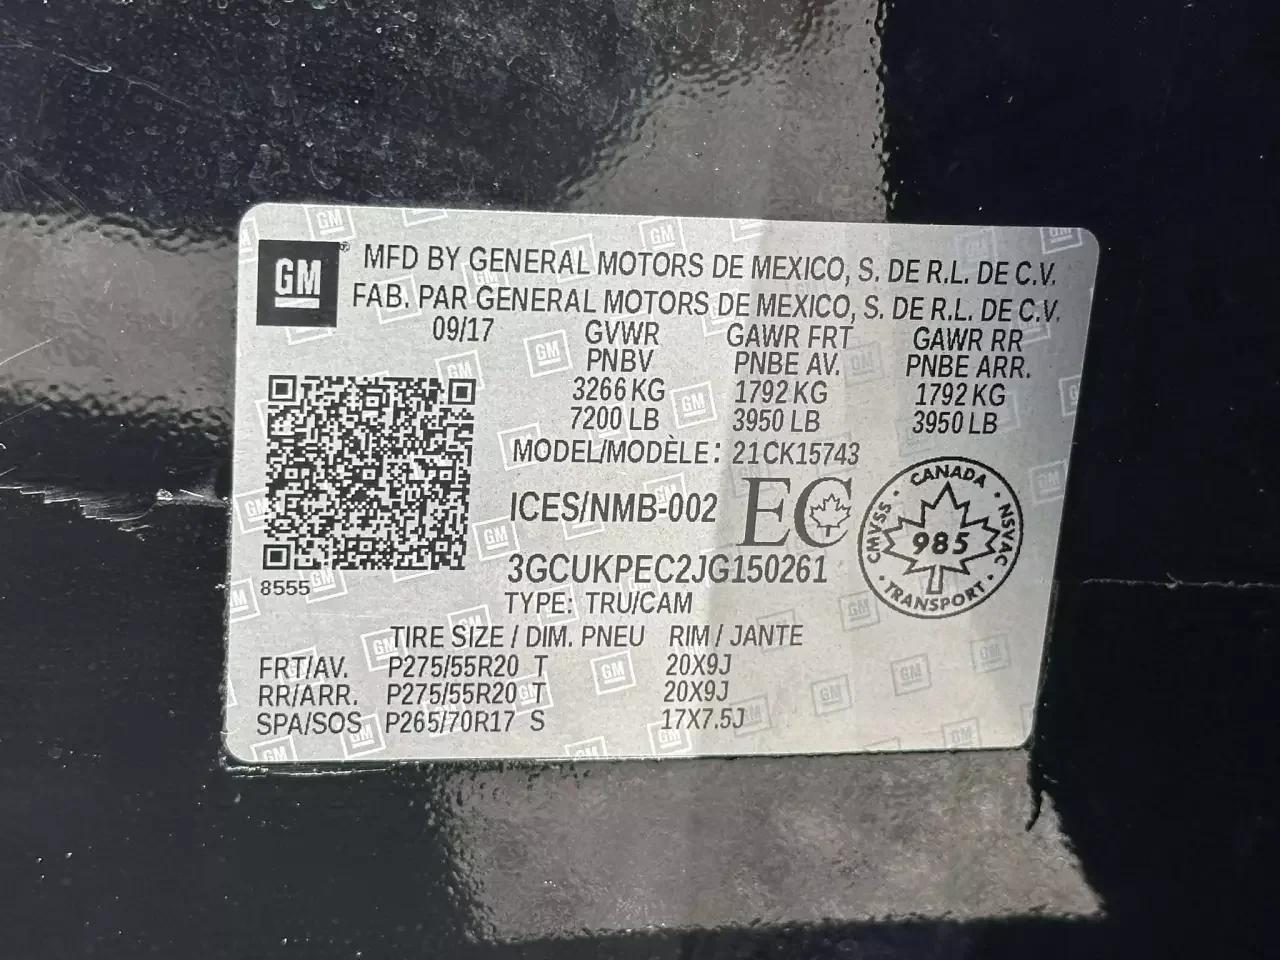 GM® MFD BY GENERAL MOTORS DE MEXICO, S. DE R.L. DE C.V.
FAB. PAR GENERAL MOTORS DE MEXICO, S. DE R.L. DE C.V.
09/17 GVWR GAWR FRT GAWR RR
PNBV PNBE AV. PNBE ARR.
3266 KG 1792 KG 1792 KG
7200 LB 3950 LB 3950 LB
MODEL/MODÈLE: 21CK15743
ICES/NMB-002 EC
CANADA
CMVSS 985 NSVAC
TRANSPORT
3GCUKPEC2JG150261
8555
TYPE: TRU/CAM
TIRE SIZE / DIM. PNEU RIM / JANTE
FRT/AV. P275/55R20 T 20X9J
RR/ARR. P275/55R20 T 20X9J
SPA/SOS P265/70R17 S 17X7.5J